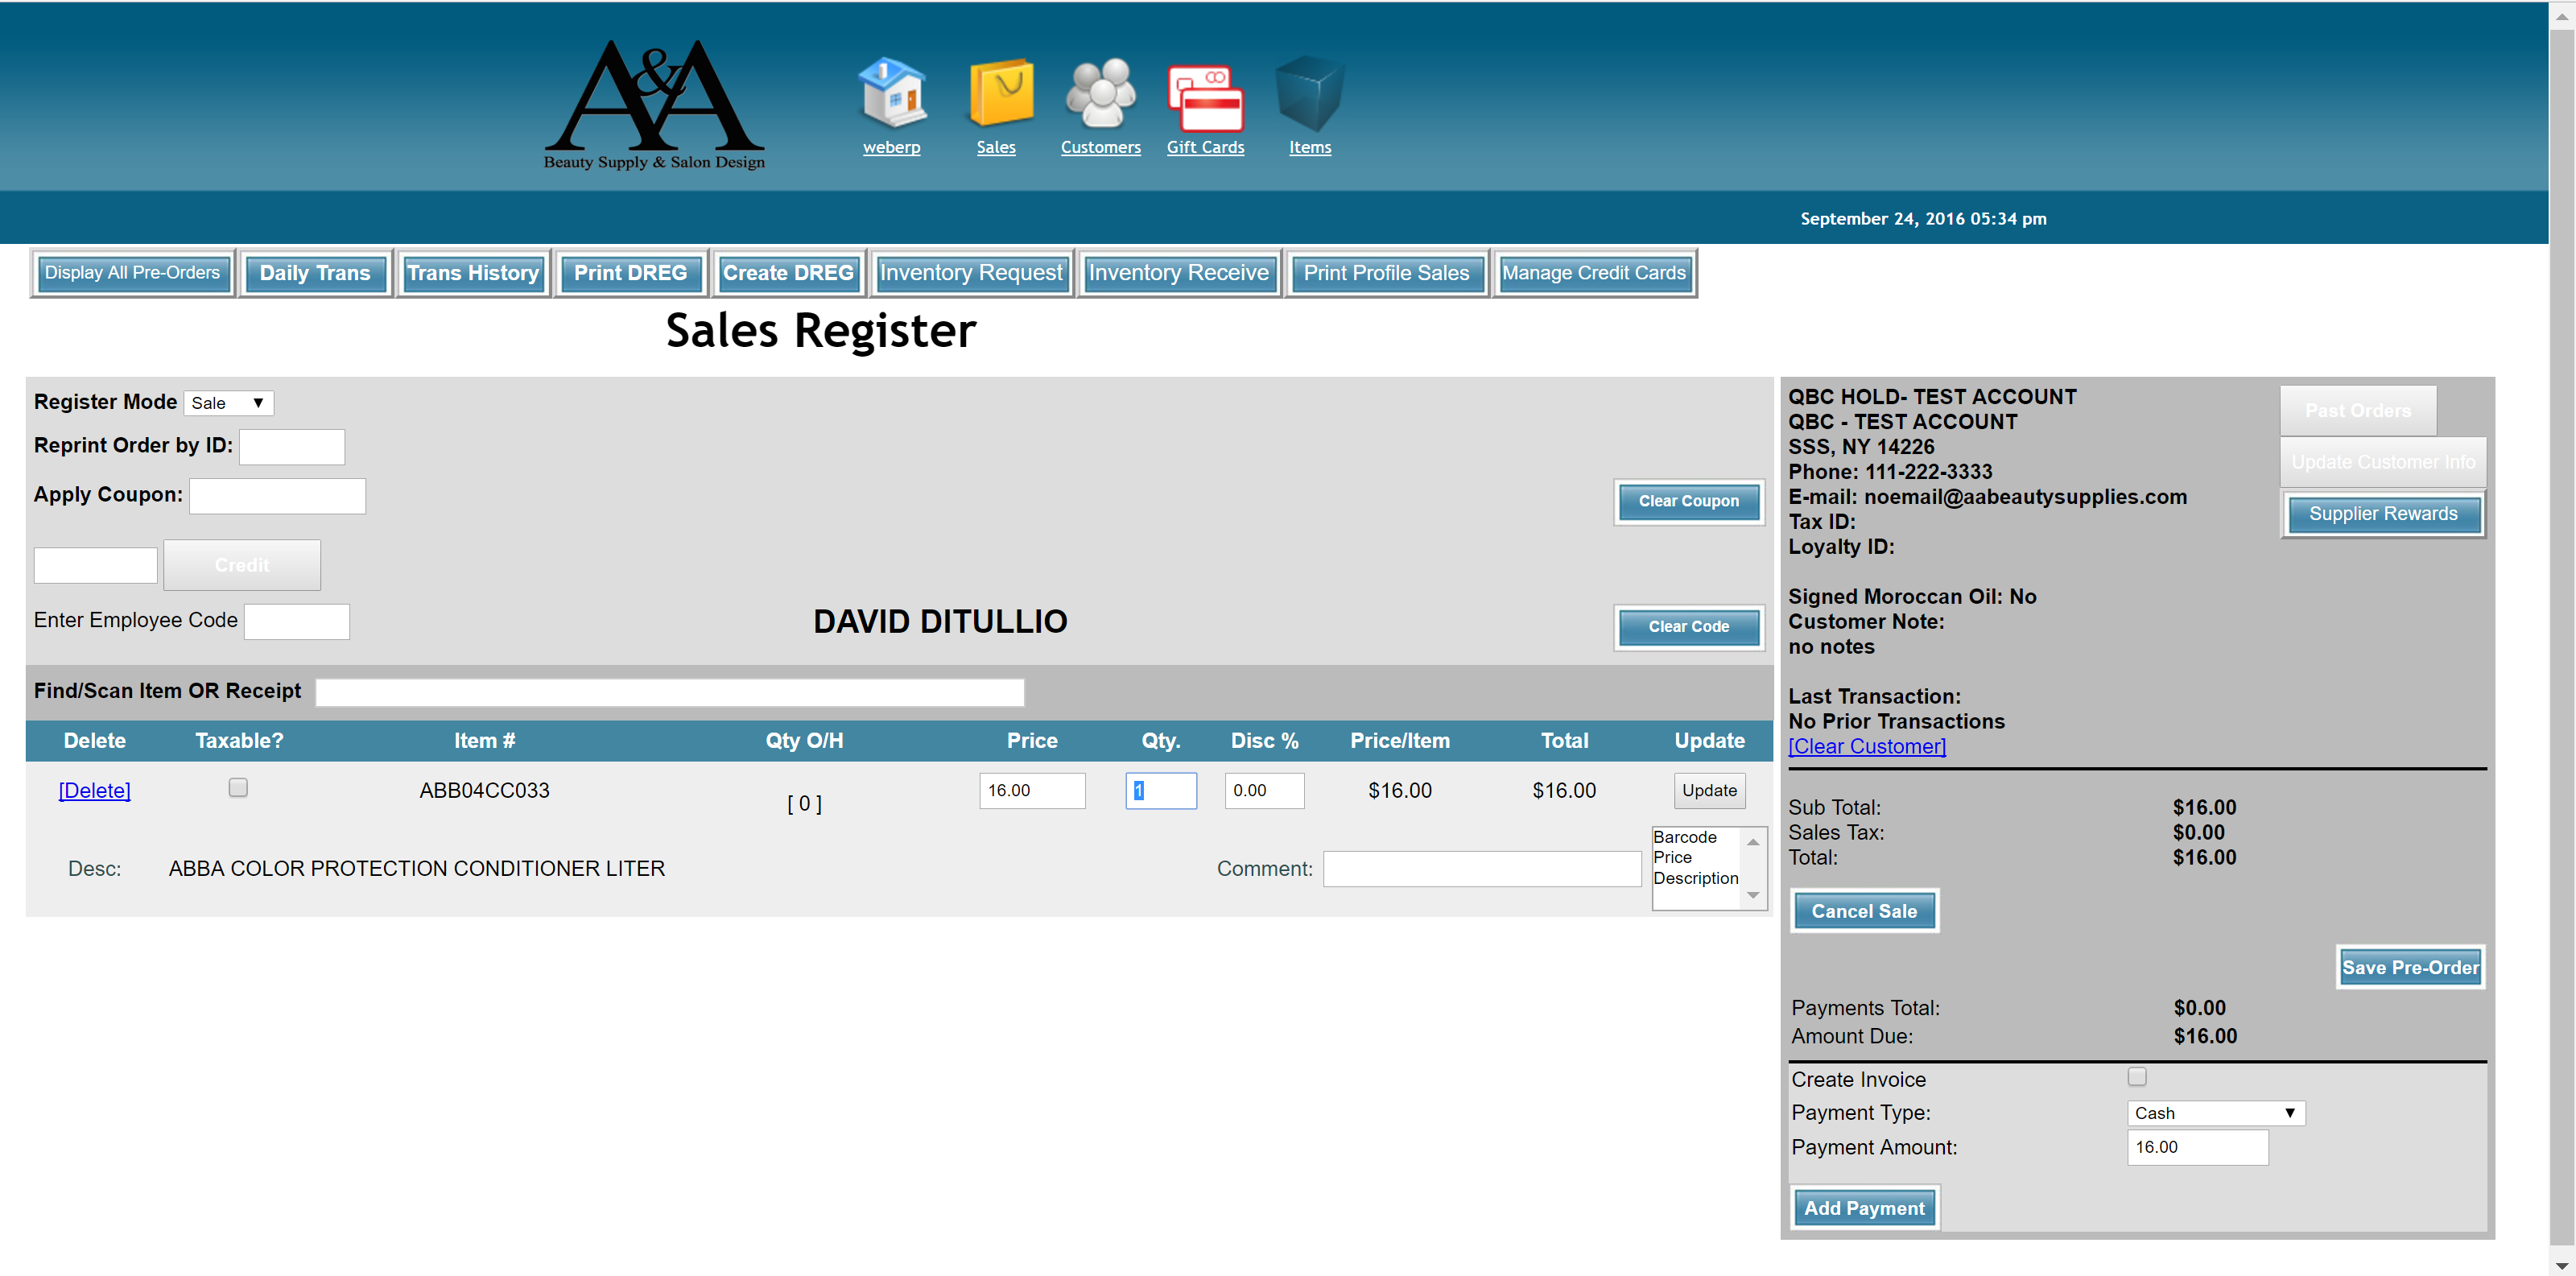 A&A
Beauty Supply & Salon Design
weberp Sales Customers Gift Cards Items
September 24, 2016 05:34 pm
Display All Pre-Orders Daily Trans Trans History Print DREG Create DREG Inventory Request Inventory Receive Print Profile Sales Manage Credit Cards
Sales Register
Register Mode Sale
Reprint Order by ID:
Apply Coupon:
Clear Coupon
Credit
Enter Employee Code DAVID DITULLIO Clear Code
Find/Scan Item OR Receipt
Delete Taxable? Item # Qty O/H Price Qty. Disc % Price/Item Total Update
[Delete] ABB04CC033 [ 0 ] 16.00 1 0.00 $16.00 $16.00 Update
Desc: ABBA COLOR PROTECTION CONDITIONER LITER Comment:
Barcode
Price
Description
QBC HOLD- TEST ACCOUNT
QBC - TEST ACCOUNT
SSS, NY 14226
Phone: 111-222-3333
E-mail: noemail@aabeautysupplies.com
Tax ID:
Loyalty ID:
Past Orders
Update Customer Info
Supplier Rewards
Signed Moroccan Oil: No
Customer Note:
no notes
Last Transaction:
No Prior Transactions
[Clear Customer]
Sub Total: $16.00
Sales Tax: $0.00
Total: $16.00
Cancel Sale
Save Pre-Order
Payments Total: $0.00
Amount Due: $16.00
Create Invoice
Payment Type: Cash
Payment Amount: 16.00
Add Payment